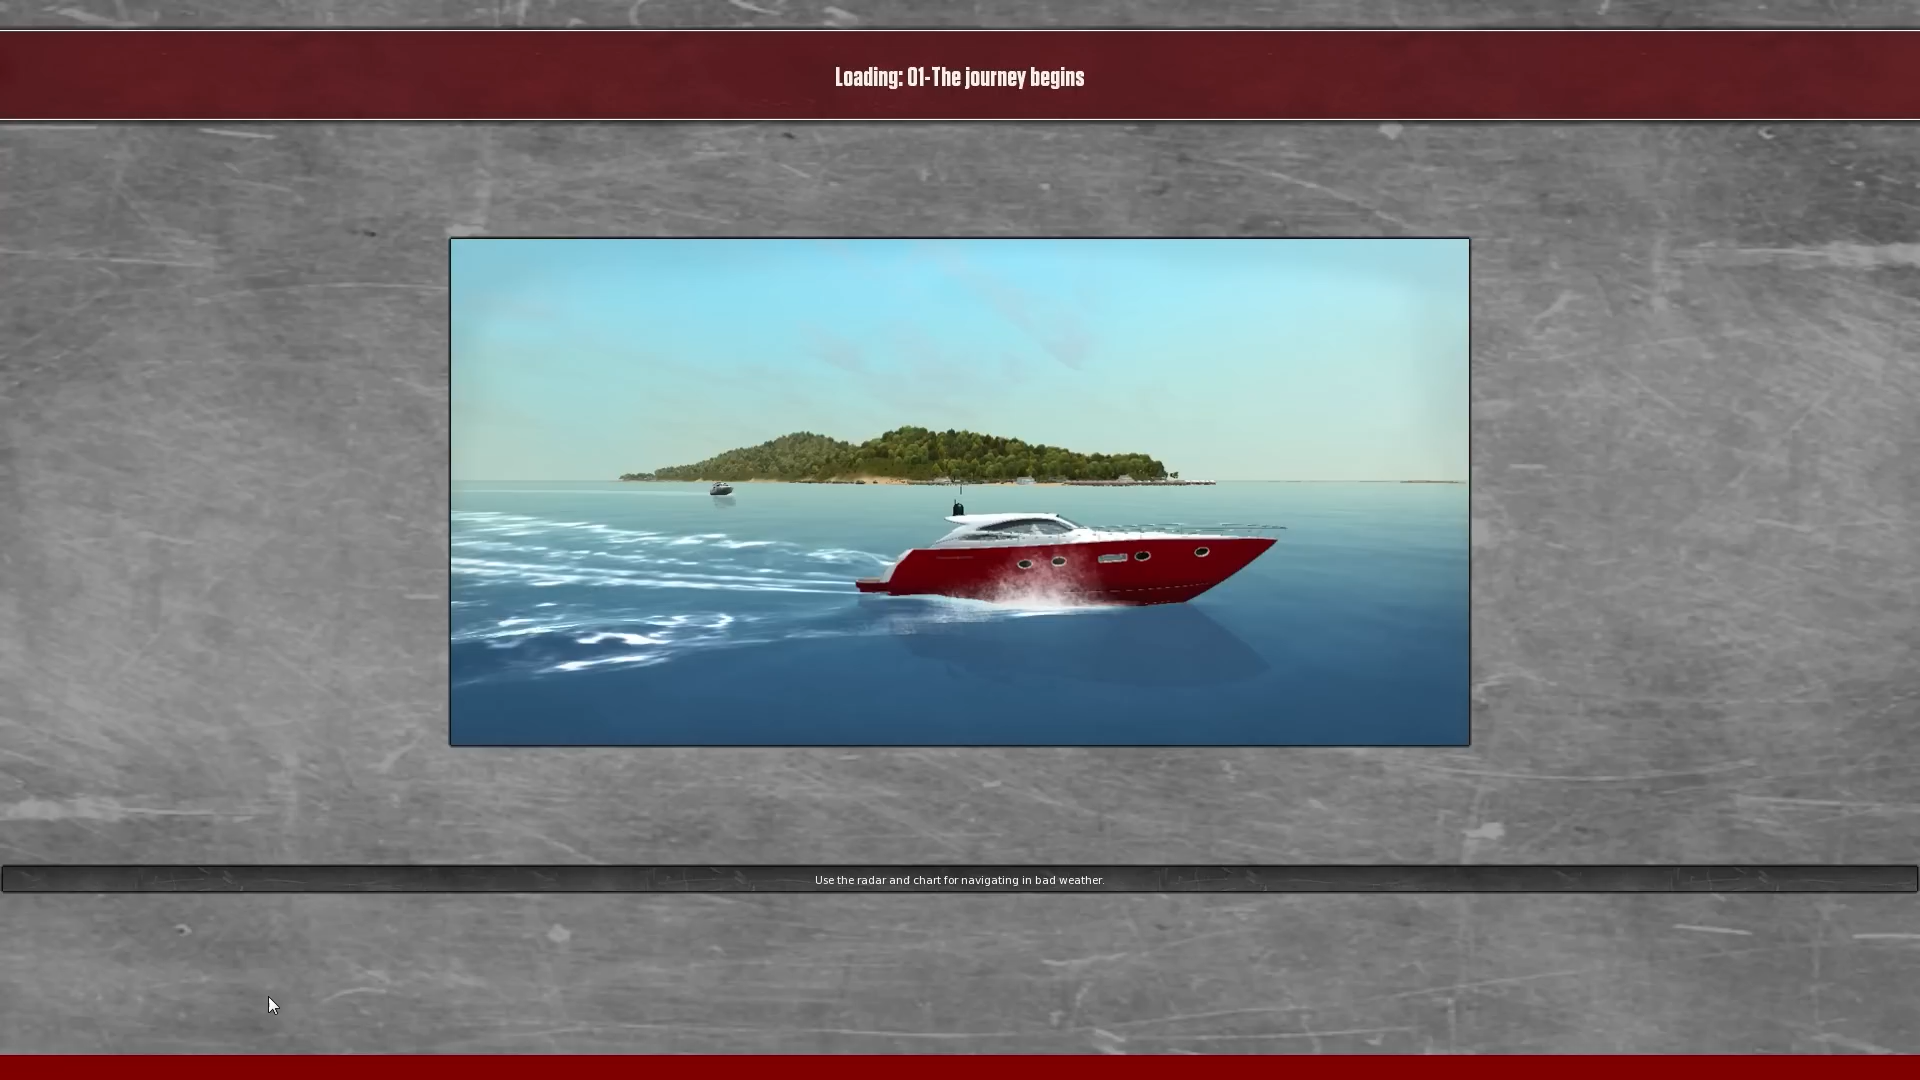 Loading: 01-The journey begins
Use the radar and chart for navigating in bad weather.